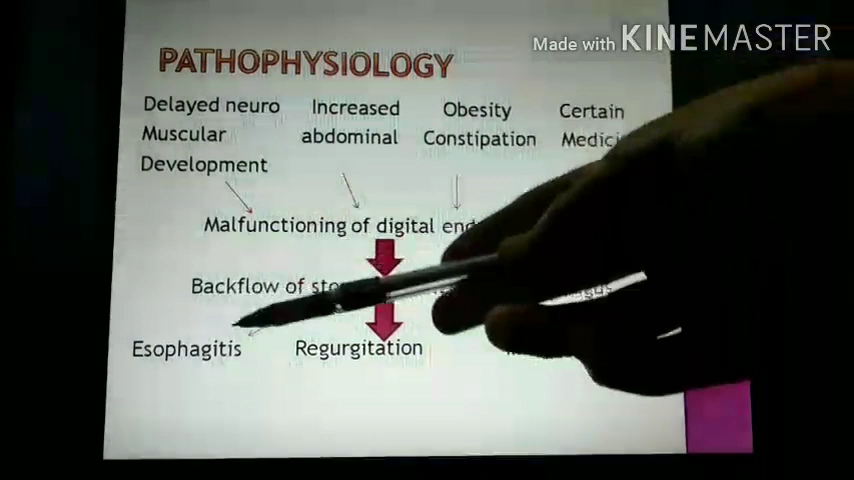 Made with KINEMASTER
PATHOPHYSIOLOGY
Delayed neuro Increased Obesity Certain
Muscular abdominal Constipation
Development
Malfunctioning of digital
Backflow of
Esophagitis Regurgitation